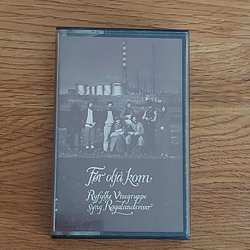 Før oljå kom
Ryfylke Visegruppe
syng Rogalandsviser